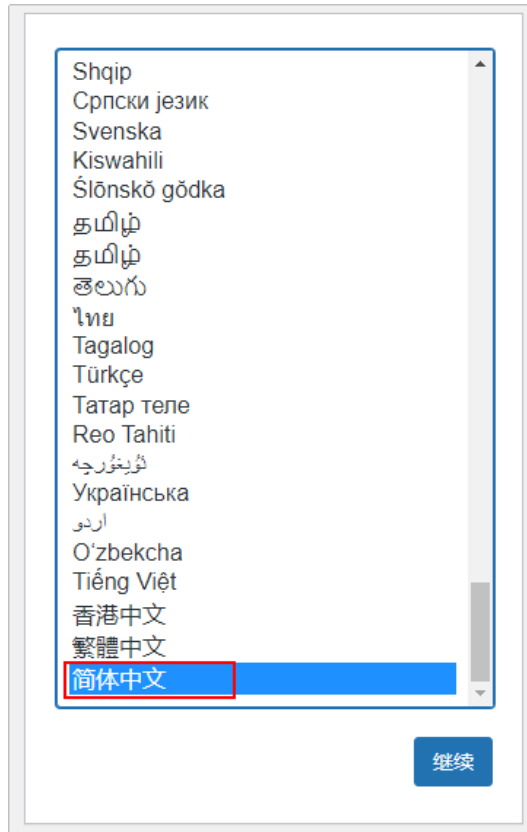 Shqip
Српски језик
Svenska
Kiswahili
Ślōnskŏ gŏdka
தமிழ்
தமிழ்
తెలుగు
ไทย
Tagalog
Türkçe
Татар теле
Reo Tahiti
ئۇيغۇرچە
Українська
اردو
O‘zbekcha
Tiếng Việt
香港中文
繁體中文
简体中文
继续